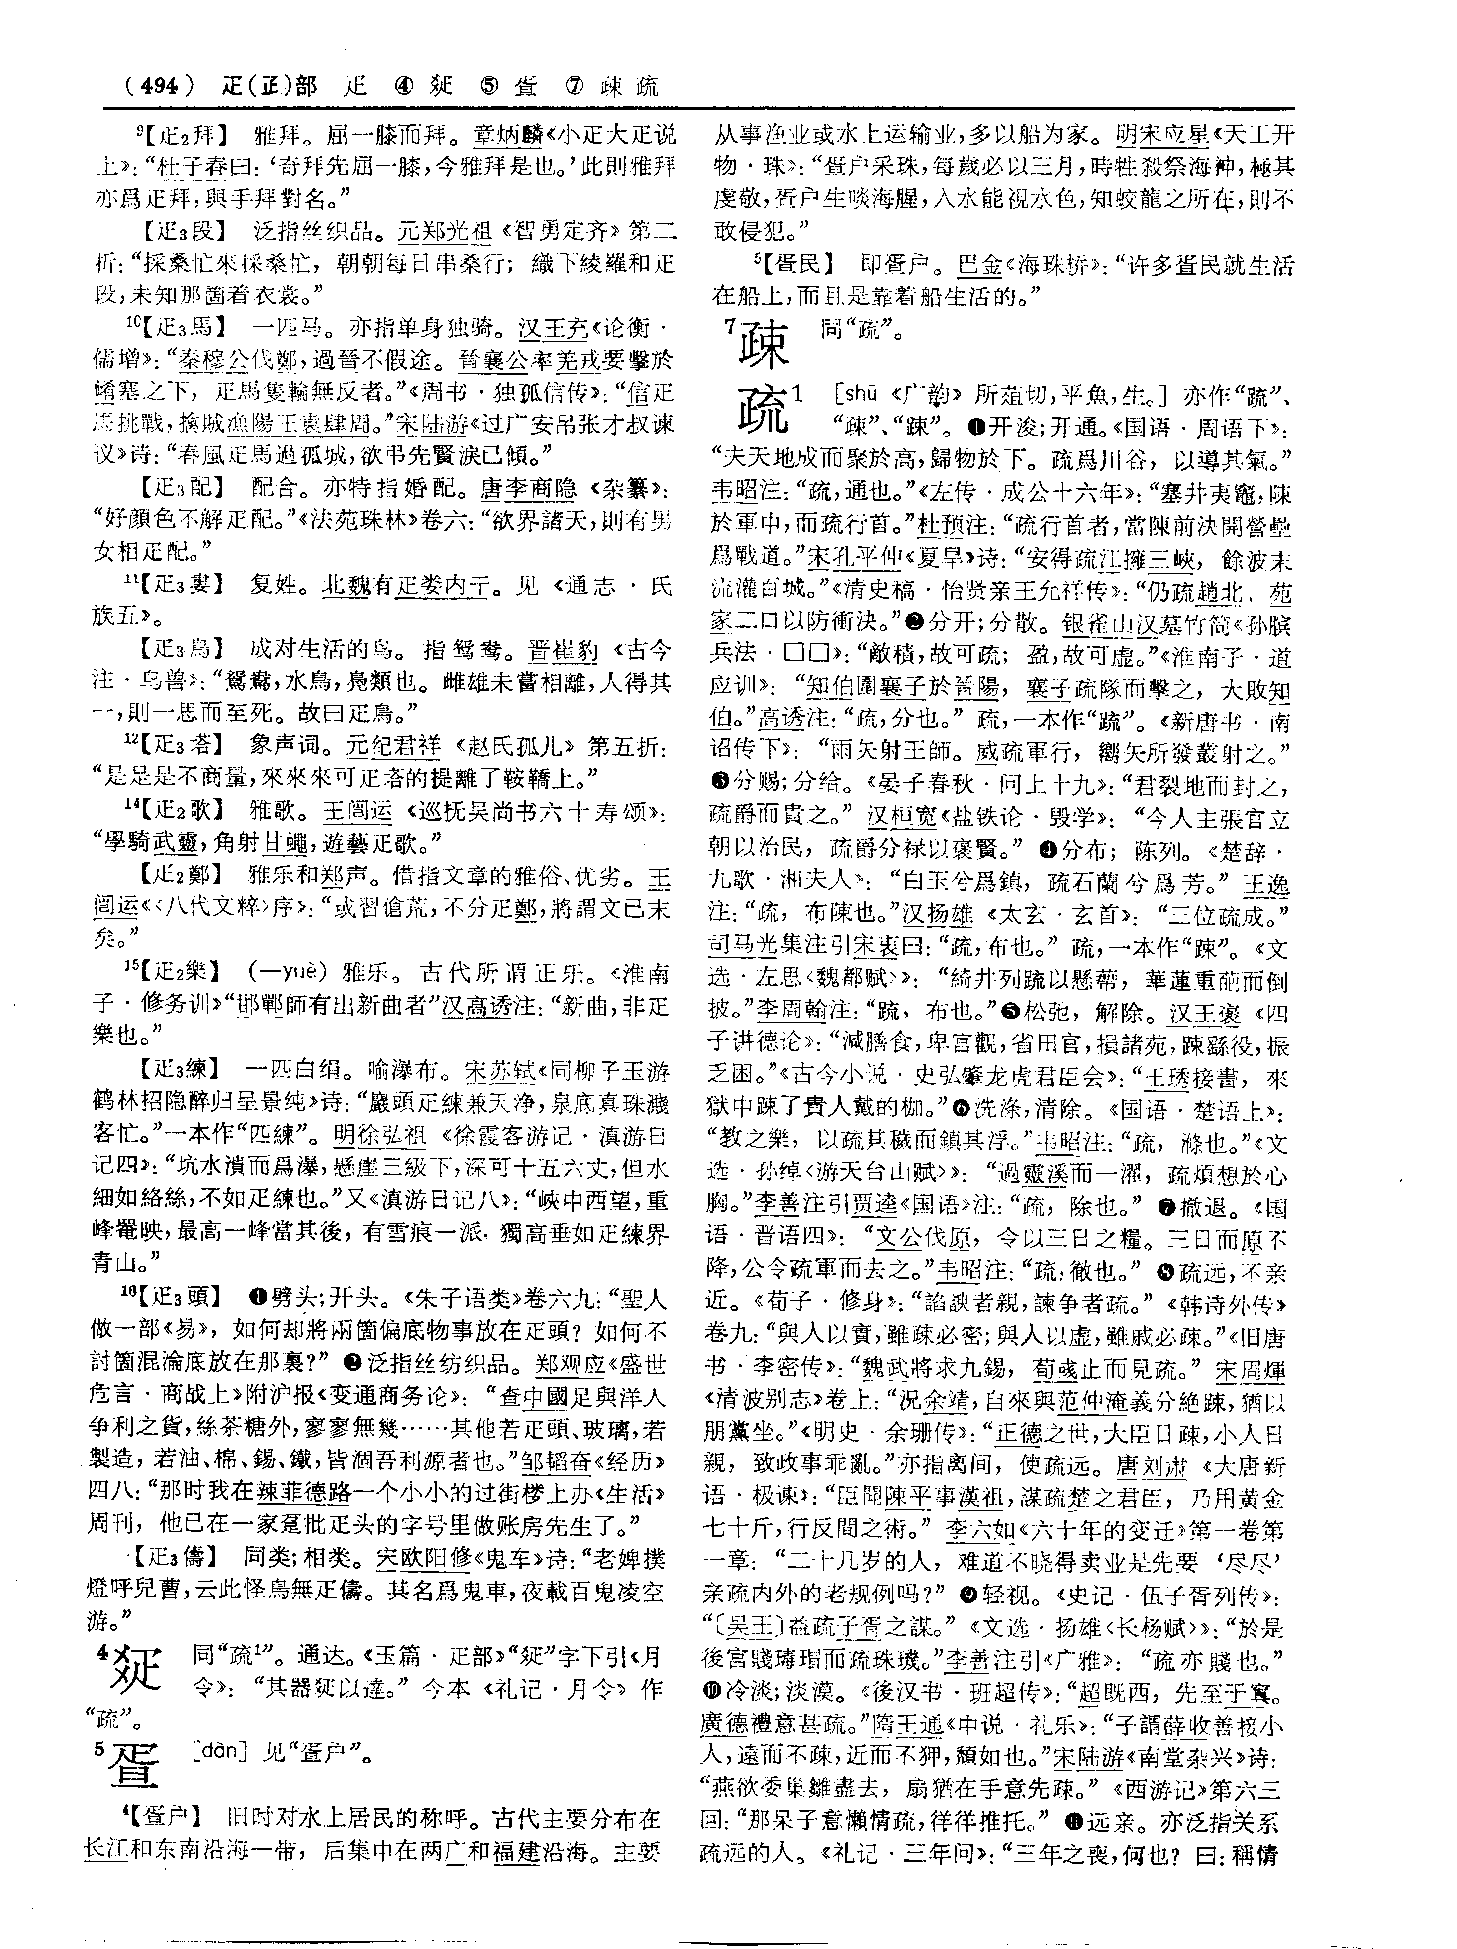 (494) 疋(𤴔)部 疋 ④ 𤕟 ⑤ 疍 ⑦ 疎 疏
⁹【疋₂拜】 雅拜。屈一膝而拜。章炳麟《小疋大疋说
上》：“杜子春曰：‘奇拜先屈一膝，今雅拜是也。’此則雅拜
亦爲疋拜，與手拜對名。”
【疋₃段】 泛指丝织品。元郑光祖《智勇定齐》第二
折：“採桑忙來採桑忙，朝朝每日串桑行；織下綾羅和疋
段，未知那箇着衣裳。”
¹⁰【疋₃馬】 一匹马。亦指单身独骑。汉王充《论衡·
儒增》：“秦穆公伐鄭，過晉不假途。晉襄公率羌戎要擊於
崤塞之下，疋馬隻輪無反者。”《周书·独孤信传》：“信疋
馬挑戰，擒賊漁陽王袁肆周。”宋陆游《过广安吊张才叔谏
议》诗：“春風疋馬過孤城，欲弔先賢淚已傾。”
【疋₃配】 配合。亦特指婚配。唐李商隐《杂纂》：
“好顔色不解疋配。”《法苑珠林》卷六：“欲界諸天，則有男
女相疋配。”
¹¹【疋₃婁】 复姓。北魏有疋娄内干。见《通志·氏
族五》。
【疋₃鳥】 成对生活的鸟。指鸳鸯。晋崔豹《古今
注·鸟兽》：“鴛鴦，水鳥，鳧類也。雌雄未嘗相離，人得其
一，則一思而至死。故曰疋鳥。”
¹²【疋₃荅】 象声词。元纪君祥《赵氏孤儿》第五折：
“是是是不商量，來來來可疋荅的提離了鞍鞽上。”
¹⁴【疋₂歌】 雅歌。王闿运《巡抚吴尚书六十寿颂》：
“學騎武靈，角射甘蠅，遊藝疋歌。”
【疋₂鄭】 雅乐和郑声。借指文章的雅俗、优劣。王
闿运《〈八代文粹〉序》：“或習傖荒，不分疋鄭，將謂文已末
矣。”
¹⁵【疋₂樂】 （—yuè）雅乐。古代所谓正乐。《淮南
子·修务训》“邯鄲師有出新曲者”汉高诱注：“新曲，非疋
樂也。”
【疋₃練】 一匹白绢。喻瀑布。宋苏轼《同柳子玉游
鹤林招隐醉归呈景纯》诗：“巖頭疋練兼天净，泉底真珠濺
客忙。”一本作“匹練”。明徐弘祖《徐霞客游记·滇游日
记四》：“坑水潰而爲瀑，懸崖三級下，深可十五六丈，但水
細如絡絲，不如疋練也。”又《滇游日记八》：“峽中西望，重
峰罨映，最高一峰當其後，有雪痕一派，獨高垂如疋練界
青山。”
¹⁶【疋₃頭】 ❶劈头；开头。《朱子语类》卷六九：“聖人
做一部《易》，如何却將兩箇偏底物事放在疋頭？如何不
討箇混淪底放在那裏？”❷泛指丝纺织品。郑观应《盛世
危言·商战上》附沪报《变通商务论》：“查中國足與洋人
争利之貨，絲茶糖外，寥寥無幾……其他若疋頭、玻璃，若
製造，若油、棉、錫、鐵，皆涸吾利源者也。”邹韬奋《经历》
四八：“那时我在辣菲德路一个小小的过街楼上办《生活》
周刊，他已在一家趸批疋头的字号里做账房先生了。”
【疋₃儔】 同类；相类。宋欧阳修《鬼车》诗：“老婢撲
燈呼兒曹，云此怪鳥無疋儔。其名爲鬼車，夜載百鬼凌空
游。”
⁴𤕟 同“疏¹”。通达。《玉篇·疋部》“𤕟”字下引《月
令》：“其器𤕟以達。”今本《礼记·月令》作
“疏”。
⁵疍 [dàn] 见“疍户”。
⁴【疍户】 旧时对水上居民的称呼。古代主要分布在
长江和东南沿海一带，后集中在两广和福建沿海。主要
从事渔业或水上运输业，多以船为家。明宋应星《天工开
物·珠》：“疍户采珠，每歲必以三月，時牲殺祭海神，極其
虔敬，疍户生啖海腥，入水能視水色，知蛟龍之所在，則不
敢侵犯。”
⁵【疍民】 即疍户。巴金《海珠桥》：“许多疍民就生活
在船上，而且是靠着船生活的。”
⁷疎 同“疏”。
疏¹ [shū 《广韵》所菹切，平魚，生。] 亦作“䟽”、
“疎”、“踈”。❶开浚；开通。《国语·周语下》：
“夫天地成而聚於高，歸物於下。疏爲川谷，以導其氣。”
韦昭注：“疏，通也。”《左传·成公十六年》：“塞井夷竈，陳
於軍中，而疏行首。”杜预注：“疏行首者，當陳前決開營壘
爲戰道。”宋孔平仲《夏旱》诗：“安得疏江擁三峽，餘波末
流灌百城。”《清史稿·怡贤亲王允祥传》：“仍疏趙北、苑
家二口以防衝決。”❷分开；分散。银雀山汉墓竹简《孙膑
兵法·□□》：“敵積，故可疏；盈，故可虚。”《淮南子·道
应训》：“知伯圍襄子於晉陽，襄子疏隊而擊之，大敗知
伯。”高诱注：“疏，分也。”疏，一本作“䟽”。《新唐书·南
诏传下》：“雨矢射王師。威疏軍行，嚮矢所發叢射之。”
❸分赐；分给。《晏子春秋·问上十九》：“君裂地而封之，
疏爵而貴之。”汉桓宽《盐铁论·毁学》：“今人主張官立
朝以治民，疏爵分禄以褒賢。”❹分布；陈列。《楚辞·
九歌·湘夫人》：“白玉兮爲鎮，疏石蘭兮爲芳。”王逸
注：“疏，布陳也。”汉扬雄《太玄·玄首》：“三位疏成。”
司马光集注引宋衷曰：“疏，布也。”疏，一本作“踈”。《文
选·左思〈魏都赋〉》：“綺井列疏以懸蔕，華蓮重葩而倒
披。”李周翰注：“疏，布也。”❺松弛，解除。汉王褒《四
子讲德论》：“減膳食，卑宫觀，省田官，損諸苑，踈繇役，振
乏困。”《古今小说·史弘肇龙虎君臣会》：“王琇接書，來
獄中踈了貴人戴的枷。”❻洗涤，清除。《国语·楚语上》：
“教之樂，以疏其穢而鎮其浮。”韦昭注：“疏，滌也。”《文
选·孙绰〈游天台山赋〉》：“過靈溪而一濯，疏煩想於心
胸。”李善注引贾逵《国语》注：“疏，除也。”❼撤退。《国
语·晋语四》：“文公伐原，令以三日之糧。三日而原不
降，公令疏軍而去之。”韦昭注：“疏，徹也。”❽疏远，不亲
近。《荀子·修身》：“諂諛者親，諫争者疏。”《韩诗外传》
卷九：“與人以實，雖疎必密；與人以虚，雖戚必疎。”《旧唐
书·李密传》：“魏武將求九錫，荀彧止而見疏。”宋周煇
《清波别志》卷上：“況余靖，自來與范仲淹義分絶踈，猶以
朋黨坐。”《明史·余珊传》：“正德之世，大臣日疎，小人日
親，致政事乖亂。”亦指离间，使疏远。唐刘肃《大唐新
语·极谏》：“臣聞陳平事漢祖，謀疏楚之君臣，乃用黄金
七十斤，行反間之術。”李六如《六十年的变迁》第一卷第
一章：“二十几岁的人，难道不晓得卖业是先要‘尽尽’
亲疏内外的老规例吗？”❾轻视。《史记·伍子胥列传》：
“〔吴王〕益疏子胥之謀。”《文选·扬雄〈长杨赋〉》：“於是
後宫賤瑇瑁而疏珠璣。”李善注引《广雅》：“疏亦賤也。”
❿冷淡；淡漠。《後汉书·班超传》：“超既西，先至于窴。
廣德禮意甚疏。”隋王通《中说·礼乐》：“子謂薛收善接小
人，遠而不疎，近而不狎，頽如也。”宋陆游《南堂杂兴》诗：
“燕欲委巢雛盡去，扇猶在手意先疎。”《西游记》第六三
回：“那呆子意懶情疏，徉徉推托。”⓫远亲。亦泛指关系
疏远的人。《礼记·三年问》：“三年之喪，何也？曰：稱情